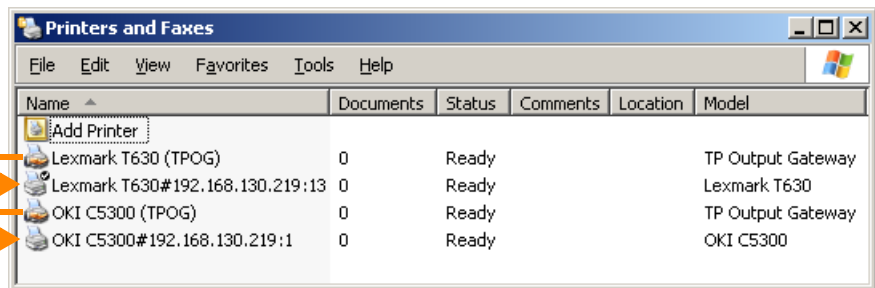 Printers and Faxes
File Edit View Favorites Tools Help
Name Documents Status Comments Location Model
Add Printer
Lexmark T630 (TPOG) 0 Ready TP Output Gateway
Lexmark T630#192.168.130.219:13 0 Ready Lexmark T630
OKI C5300 (TPOG) 0 Ready TP Output Gateway
OKI C5300#192.168.130.219:1 0 Ready OKI C5300